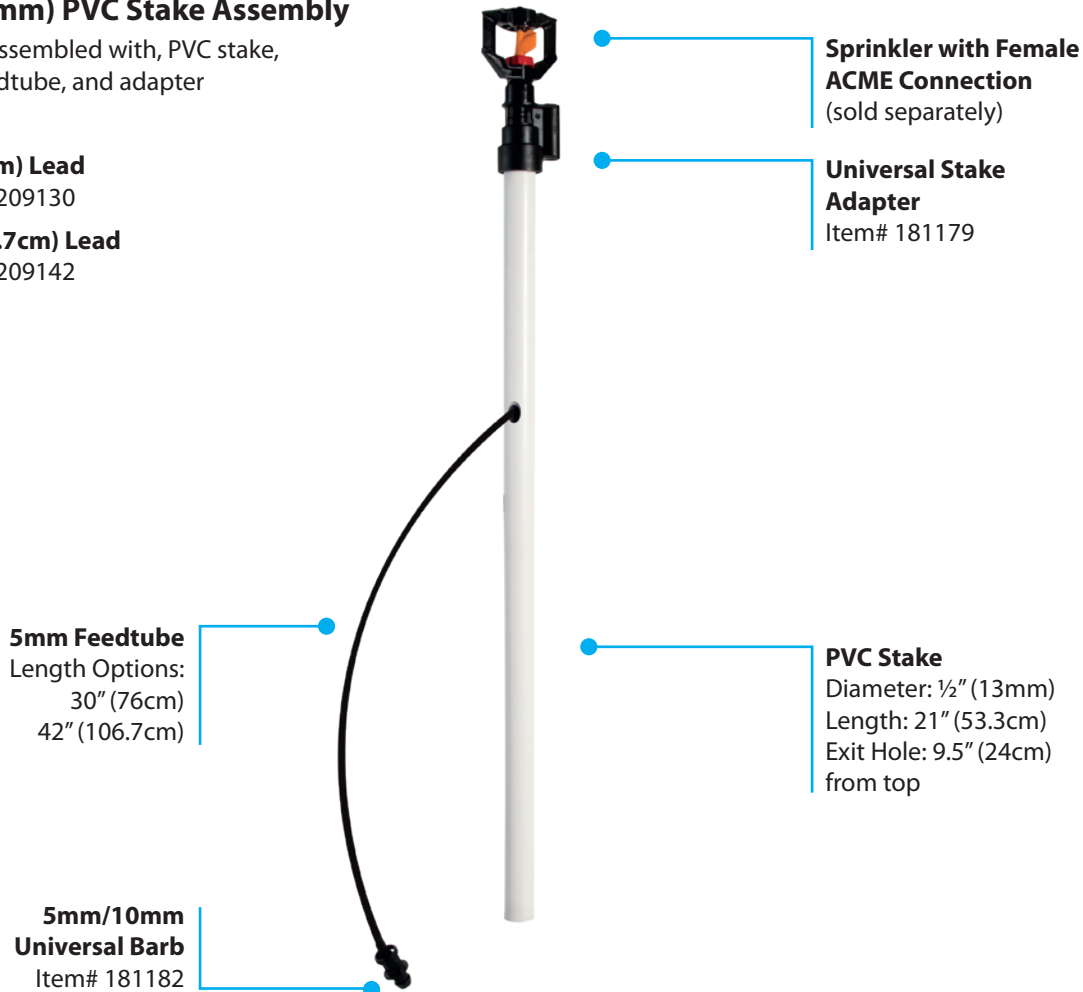 mm) PVC Stake Assembly
ssembled with, PVC stake,
dtube, and adapter
m) Lead
209130
.7cm) Lead
209142
Sprinkler with Female
ACME Connection
(sold separately)
Universal Stake
Adapter
Item# 181179
5mm Feedtube
Length Options:
30” (76cm)
42” (106.7cm)
PVC Stake
Diameter: ½” (13mm)
Length: 21” (53.3cm)
Exit Hole: 9.5” (24cm)
from top
5mm/10mm
Universal Barb
Item# 181182